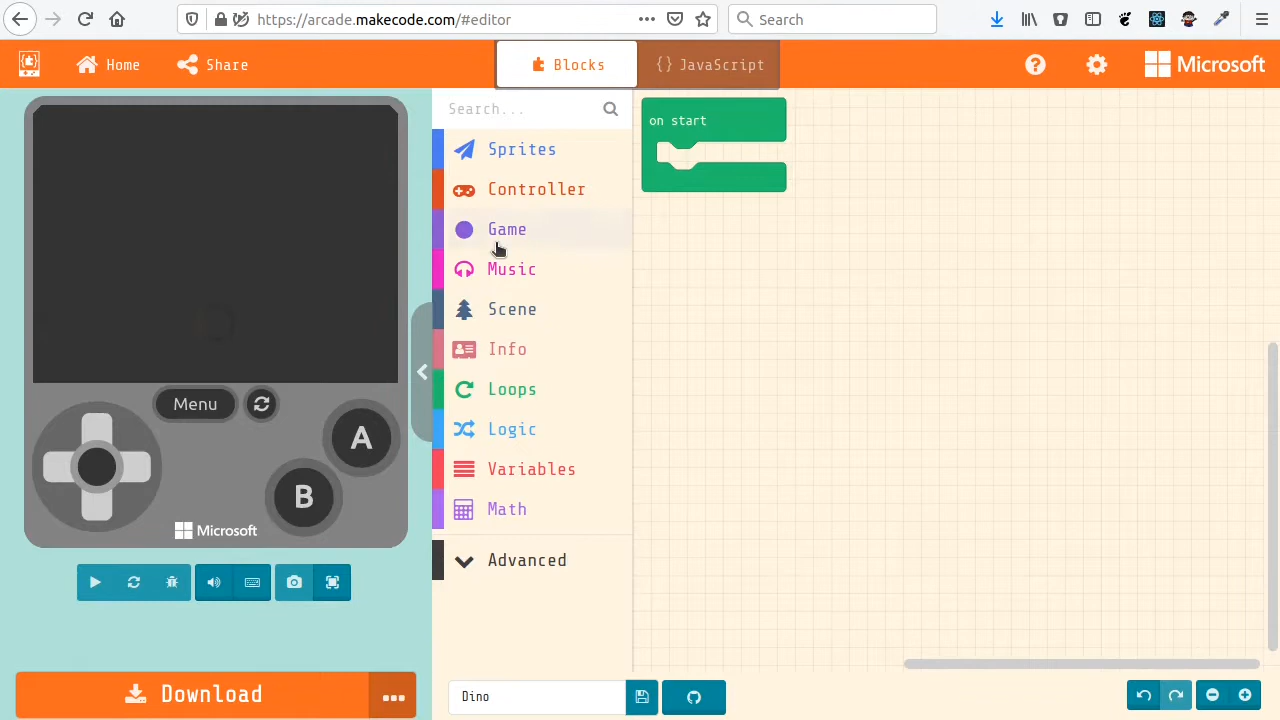 https://arcade.makecode.com/#editor
Search
Home
Share
Blocks
{} JavaScript
Microsoft
Search...
on start
Sprites
Controller
Game
Music
Scene
Info
Loops
Logic
Variables
Math
Advanced
Menu
A
B
Microsoft
Download
Dino